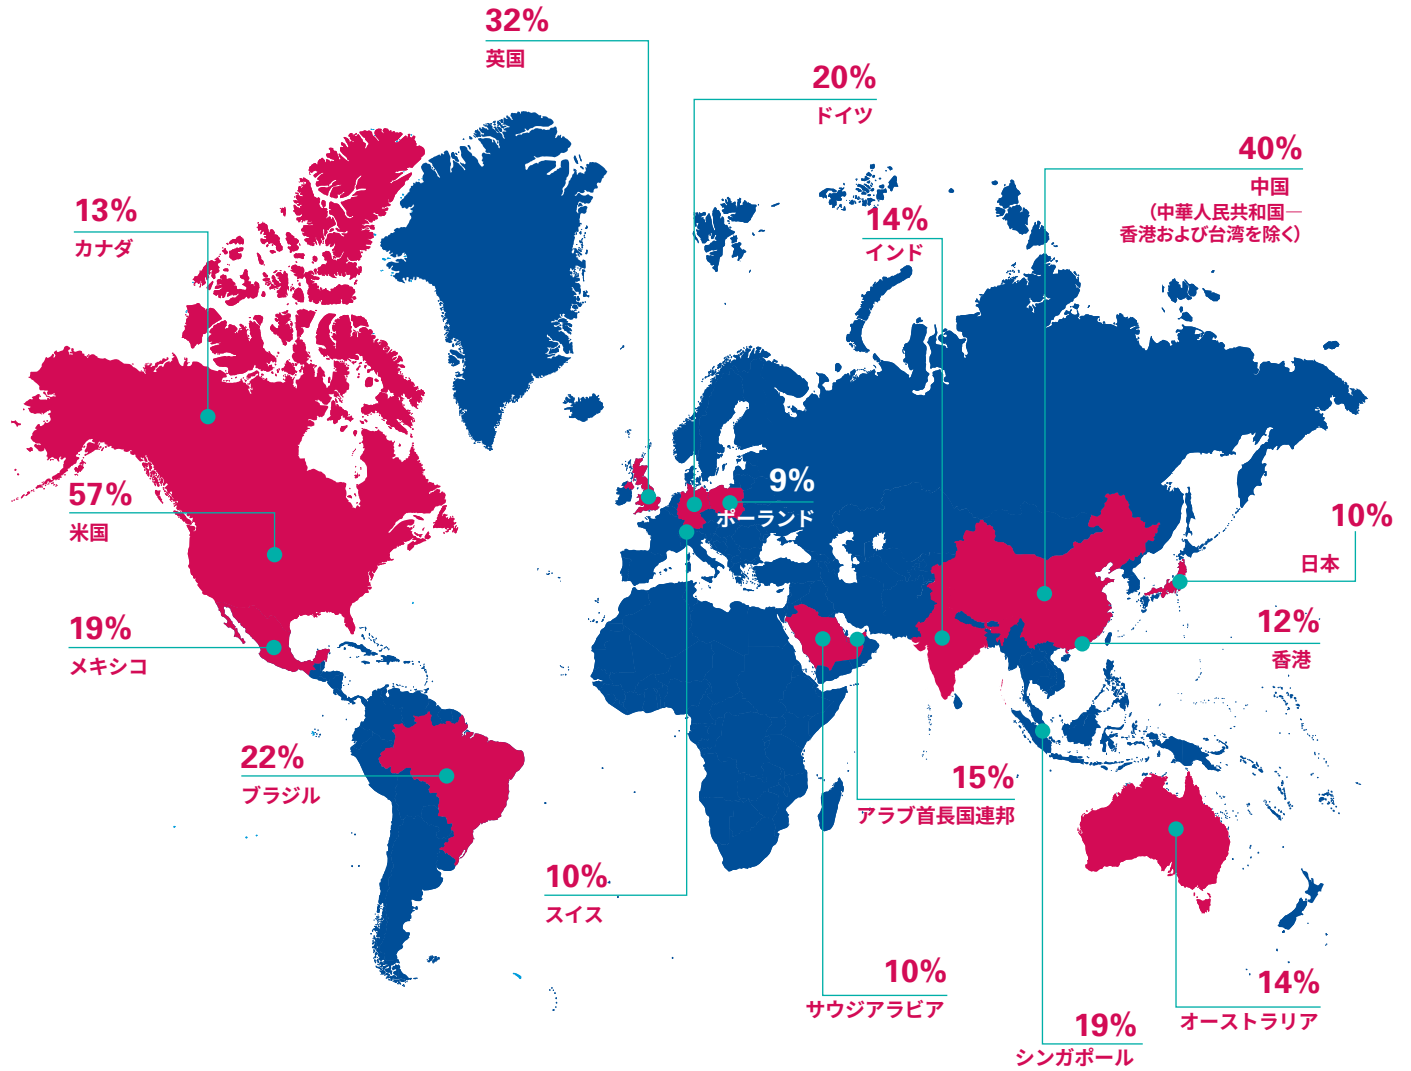 32%
英国
20%
ドイツ
40%
中国
（中華人民共和国―
香港および台湾を除く）
13%
カナダ
14%
インド
57%
米国
9%
ポーランド
10%
日本
19%
メキシコ
12%
香港
22%
ブラジル
15%
アラブ首長国連邦
10%
スイス
10%
サウジアラビア
14%
オーストラリア
19%
シンガポール